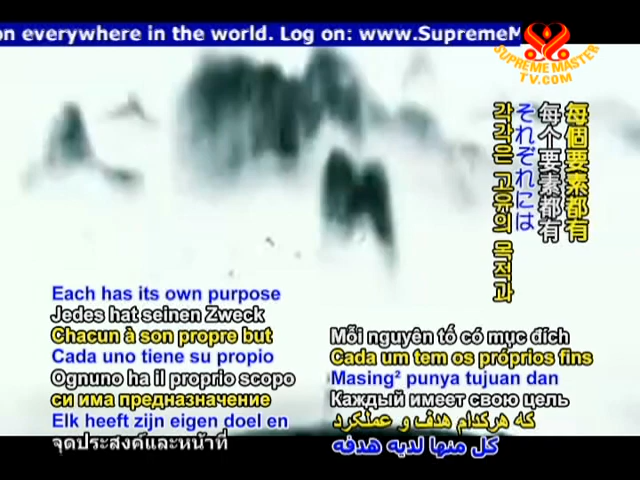 on everywhere in the world. Log on: www.SupremeM
SUPREME MASTER
TV.COM
每個要素都有
每个要素都有
それぞれには
각각은 고유의 목적과
Each has its own purpose
Jedes hat seinen Zweck
Chacun à son propre but
Cada uno tiene su propio
Ognuno ha il proprio scopo
си има предназначение
Elk heeft zijn eigen doel en
จุดประสงค์และหน้าที่
Mỗi nguyên tố có mục đích
Cada um tem os próprios fins
Masing² punya tujuan dan
Каждый имеет свою цель
که هرکدام هدف و عملکرد
كل منها لديه هدفه